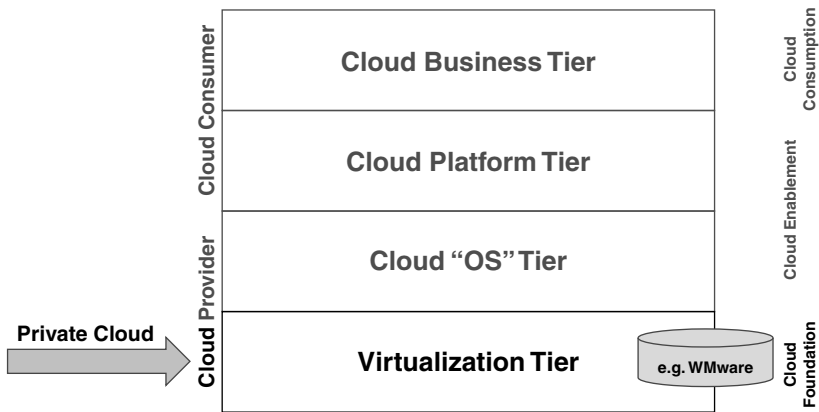 Cloud Business Tier
Cloud Platform Tier
Cloud “OS” Tier
Virtualization Tier
Cloud Consumer
Cloud Provider
Private Cloud
e.g. WMware
Cloud
Consumption
Cloud Enablement
Cloud
Foundation